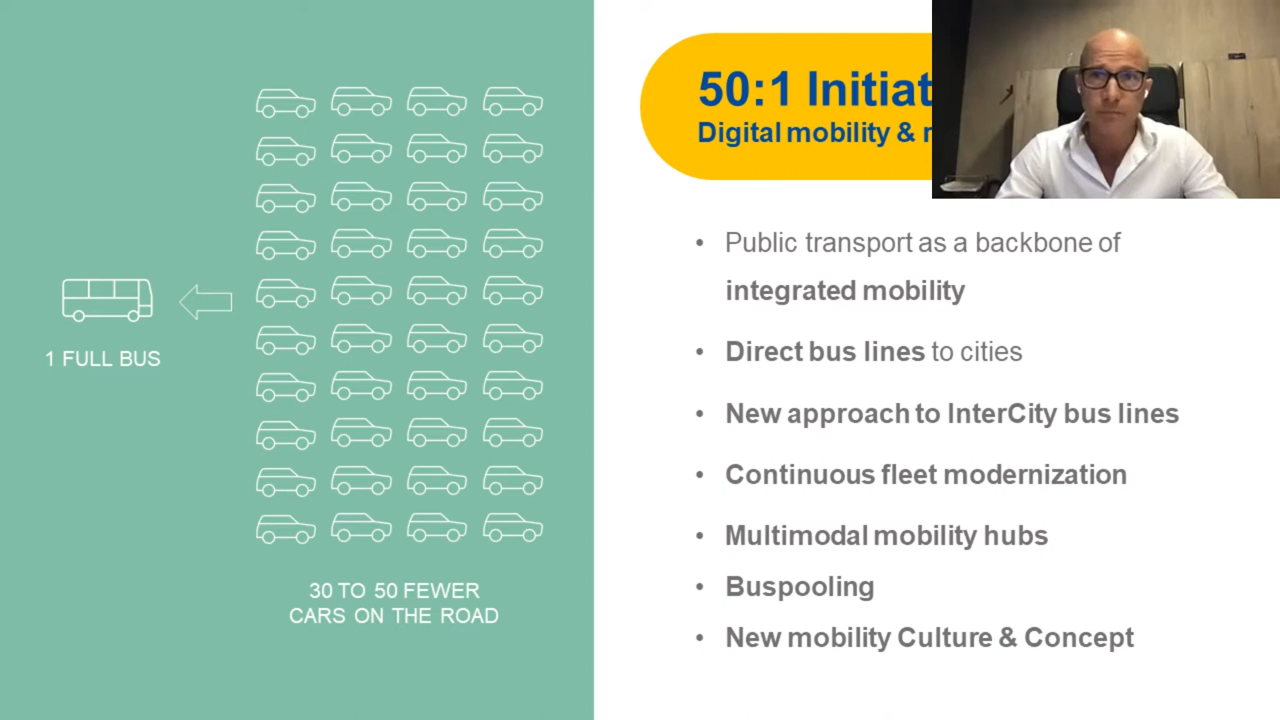 1 FULL BUS
30 TO 50 FEWER
CARS ON THE ROAD
50:1
Digital mobility &
• Public transport as a backbone of
integrated mobility
• Direct bus lines to cities
• New approach to InterCity bus lines
• Continuous fleet modernization
• Multimodal mobility hubs
• Buspooling
• New mobility Culture & Concept